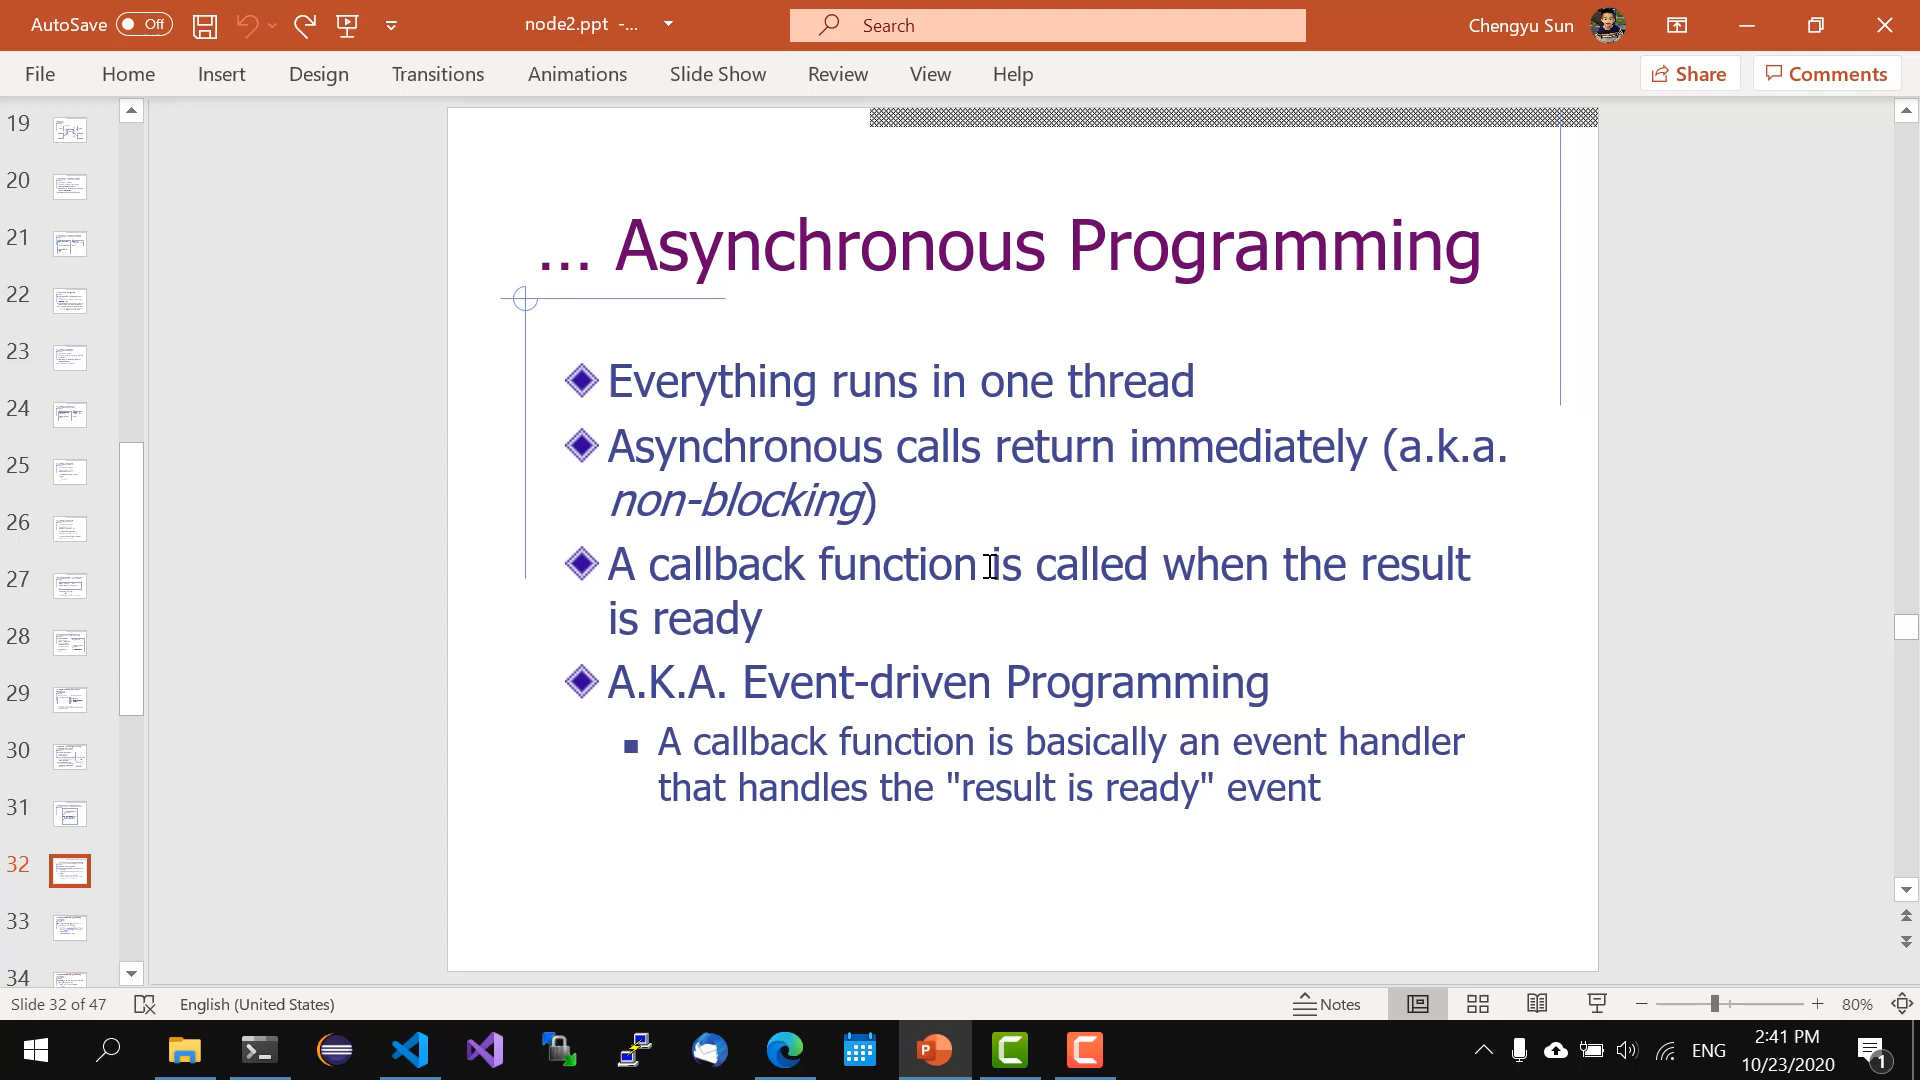 AutoSave Off
node2.ppt -...
Search
Chengyu Sun
File Home Insert Design Transitions Animations Slide Show Review View Help
Share Comments
19
20
21
22
23
24
25
26
27
28
29
30
31
32
33
34
... Asynchronous Programming
Everything runs in one thread
Asynchronous calls return immediately (a.k.a.
non-blocking)
A callback function is called when the result
is ready
A.K.A. Event-driven Programming
A callback function is basically an event handler
that handles the "result is ready" event
Slide 32 of 47 English (United States) Notes 80%
ENG
2:41 PM
10/23/2020
1